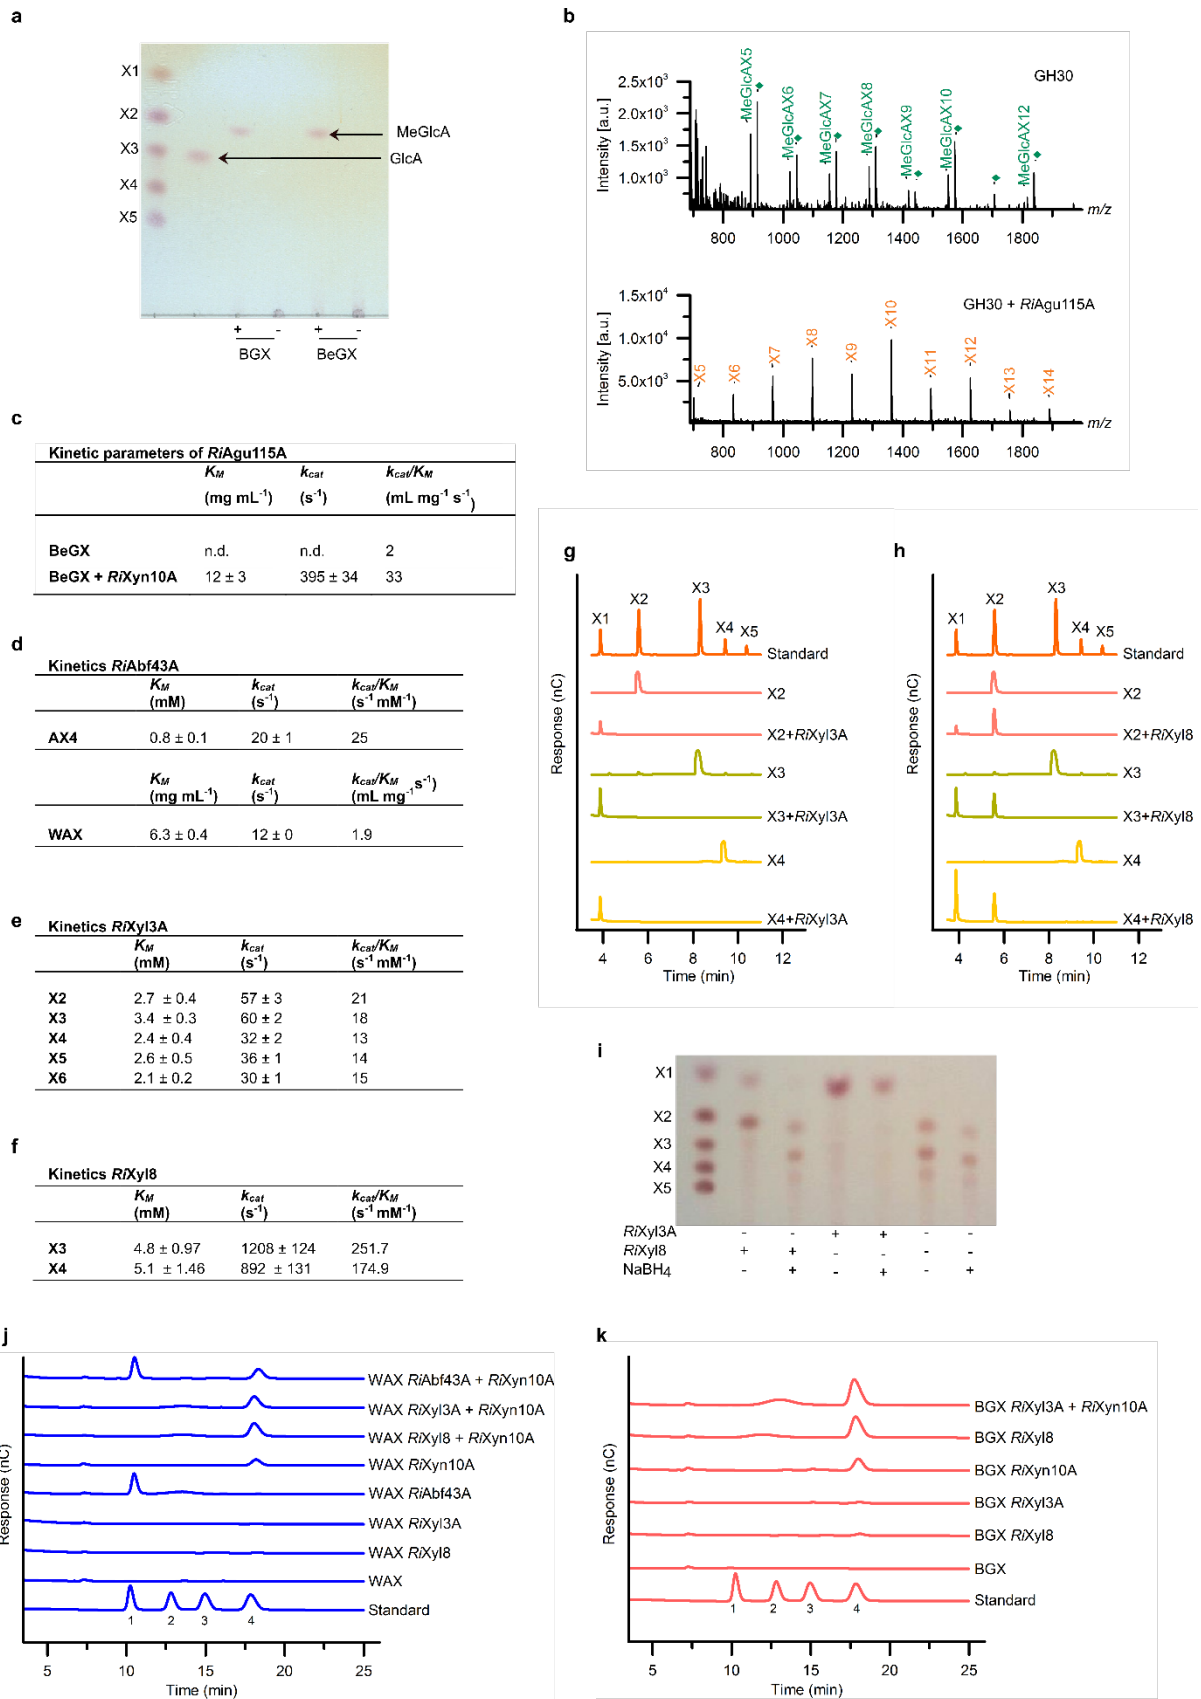 a
X1
X2
X3
X4
X5
MeGlcA
GlcA
+ - + -
BGX BeGX
b
GH30
Intensity [a.u.]
2.5x10³
2.0x10³
1.5x10³
1.0x10³
MeGlcAX5
MeGlcAX6
MeGlcAX7
MeGlcAX8
MeGlcAX9
MeGlcAX10
MeGlcAX12
800 1000 1200 1400 1600 1800
m/z
GH30 + RiAgu115A
Intensity [a.u.]
1.5x10⁴
1.0x10⁴
5.0x10³
X5 X6 X7 X8 X9 X10 X11 X12 X13 X14
800 1000 1200 1400 1600 1800
m/z
c
Kinetic parameters of RiAgu115A
KM kcat kcat/KM
(mg mL-1) (s-1) (mL mg-1 s-1)
BeGX n.d. n.d. 2
BeGX + RiXyn10A 12 ± 3 395 ± 34 33
d
Kinetics RiAbf43A
KM kcat kcat/KM
(mM) (s-1) (s-1 mM-1)
AX4 0.8 ± 0.1 20 ± 1 25
KM kcat kcat/KM
(mg mL-1) (s-1) (mL mg-1s-1)
WAX 6.3 ± 0.4 12 ± 0 1.9
e
Kinetics RiXyl3A
KM kcat kcat/KM
(mM) (s-1) (s-1 mM-1)
X2 2.7 ± 0.4 57 ± 3 21
X3 3.4 ± 0.3 60 ± 2 18
X4 2.4 ± 0.4 32 ± 2 13
X5 2.6 ± 0.5 36 ± 1 14
X6 2.1 ± 0.2 30 ± 1 15
f
Kinetics RiXyl8
KM kcat kcat/KM
(mM) (s-1) (s-1 mM-1)
X3 4.8 ± 0.97 1208 ± 124 251.7
X4 5.1 ± 1.46 892 ± 131 174.9
g
X1 X2 X3 X4 X5
Standard
X2
X2+RiXyl3A
X3
X3+RiXyl3A
X4
X4+RiXyl3A
Response (nC)
4 6 8 10 12
Time (min)
h
X1 X2 X3 X4 X5
Standard
X2
X2+RiXyl8
X3
X3+RiXyl8
X4
X4+RiXyl8
Response (nC)
4 6 8 10 12
Time (min)
i
X1
X2
X3
X4
X5
RiXyl3A - - + + - -
RiXyl8 + + - - - -
NaBH4 - + - + - +
j
WAX RiAbf43A + RiXyn10A
WAX RiXyl3A + RiXyn10A
WAX RiXyl8 + RiXyn10A
WAX RiXyn10A
WAX RiAbf43A
WAX RiXyl3A
WAX RiXyl8
WAX
Standard
1 2 3 4
Response (nC)
5 10 15 20 25
Time (min)
k
BGX RiXyl3A + RiXyn10A
BGX RiXyl8
BGX RiXyn10A
BGX RiXyl3A
BGX RiXyl8
BGX
Standard
1 2 3 4
Response (nC)
5 10 15 20 25
Time (min)